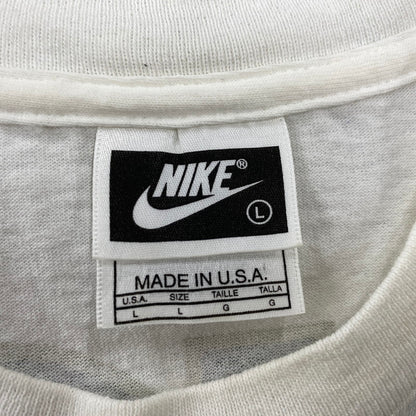 NIKE®
L
MADE IN U.S.A.
U.S.A. SIZE TAILLE TALLA
L L G G